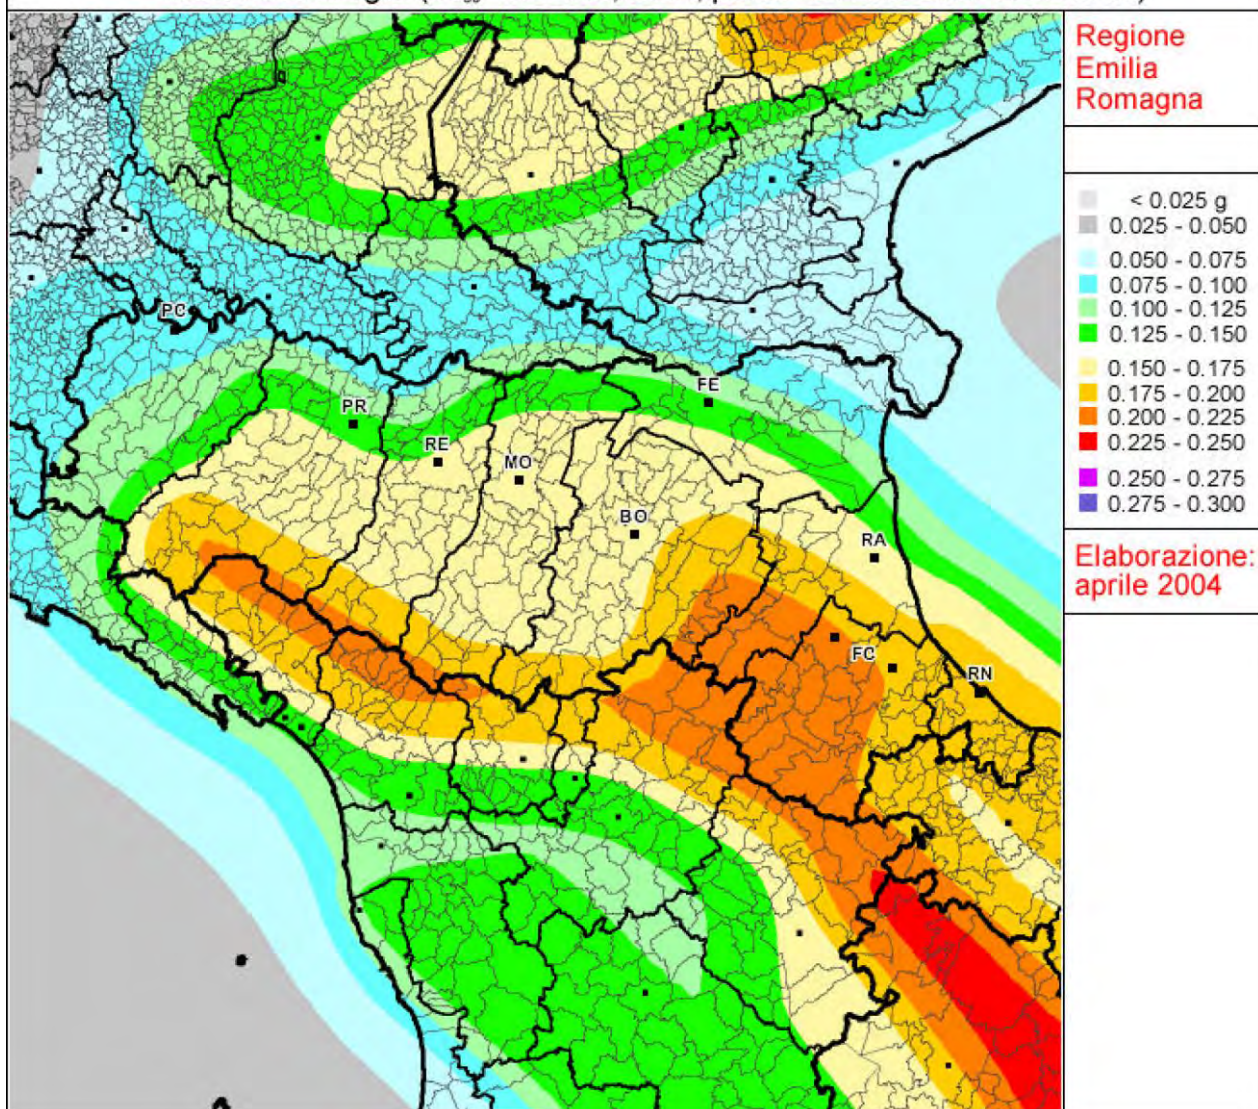 Regione
Emilia
Romagna
< 0.025 g
0.025 - 0.050
0.050 - 0.075
0.075 - 0.100
0.100 - 0.125
0.125 - 0.150
0.150 - 0.175
0.175 - 0.200
0.200 - 0.225
0.225 - 0.250
0.250 - 0.275
0.275 - 0.300
Elaborazione:
aprile 2004
PC
FE
PR
RE
MO
BO
RA
FC
RN